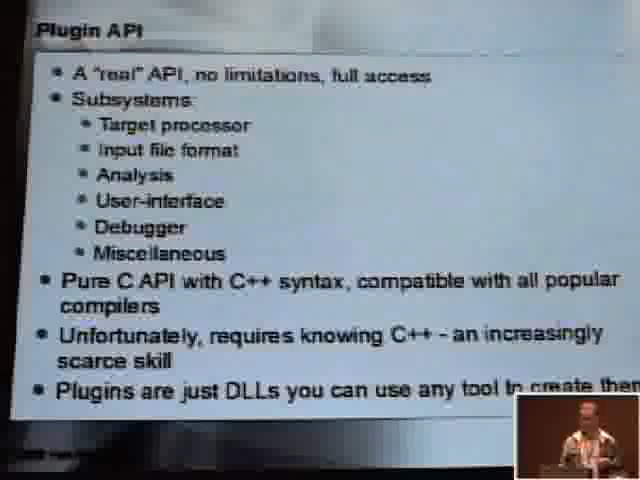 Plugin API
A "real" API, no limitations, full access
Subsystems
Target processor
Input file format
Analysis
User-interface
Debugger
Miscellaneous
Pure C API with C++ syntax, compatible with all popular
compilers
Unfortunately, requires knowing C++ - an increasingly
scarce skill
Plugins are just DLLs you can use any tool to create them